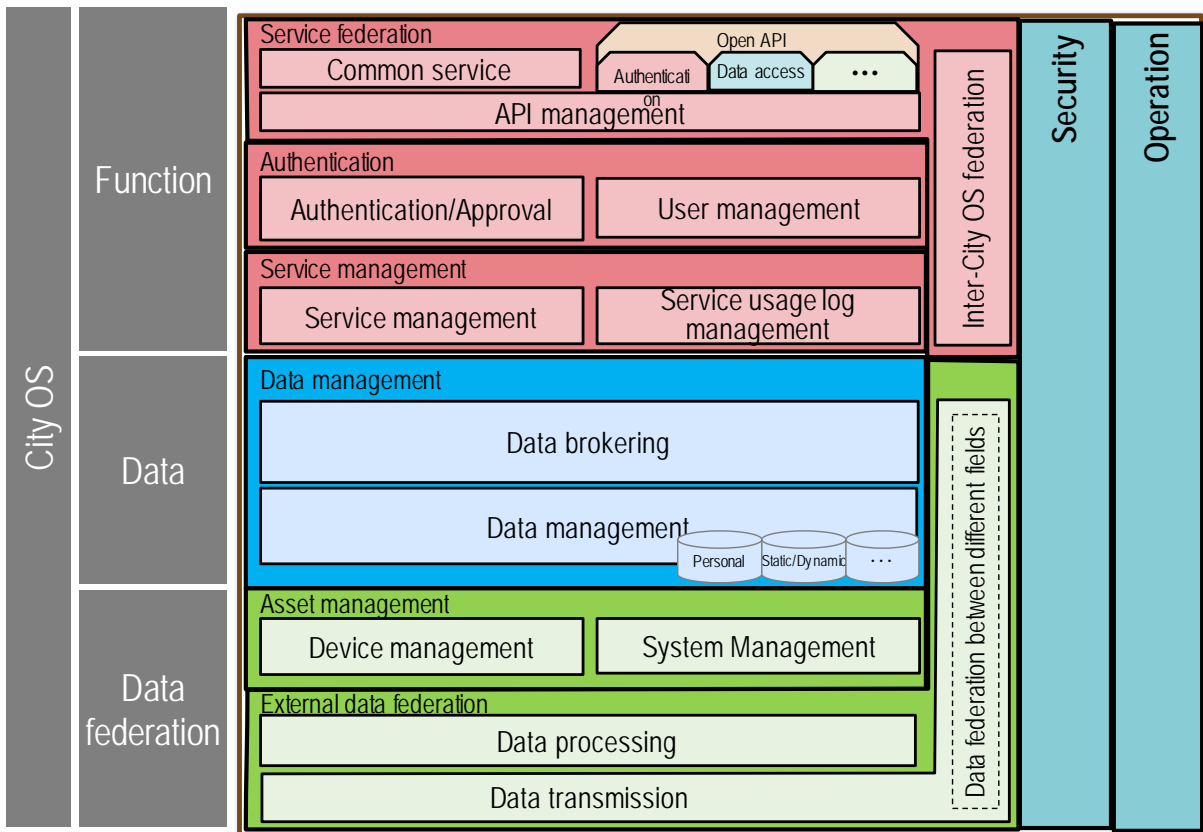 City OS
Function
Data
Data
federation
Service federation
Common service
Open API
Authenticati
on
Data access
•••
API management
Authentication
Authentication/Approval
User management
Service management
Service management
Service usage log
management
Inter-City OS federation
Data management
Data brokering
Data management
Personal
Static/Dynamic
...
Asset management
Device management
System Management
External data federation
Data processing
Data transmission
Data federation between different fields
Security
Operation